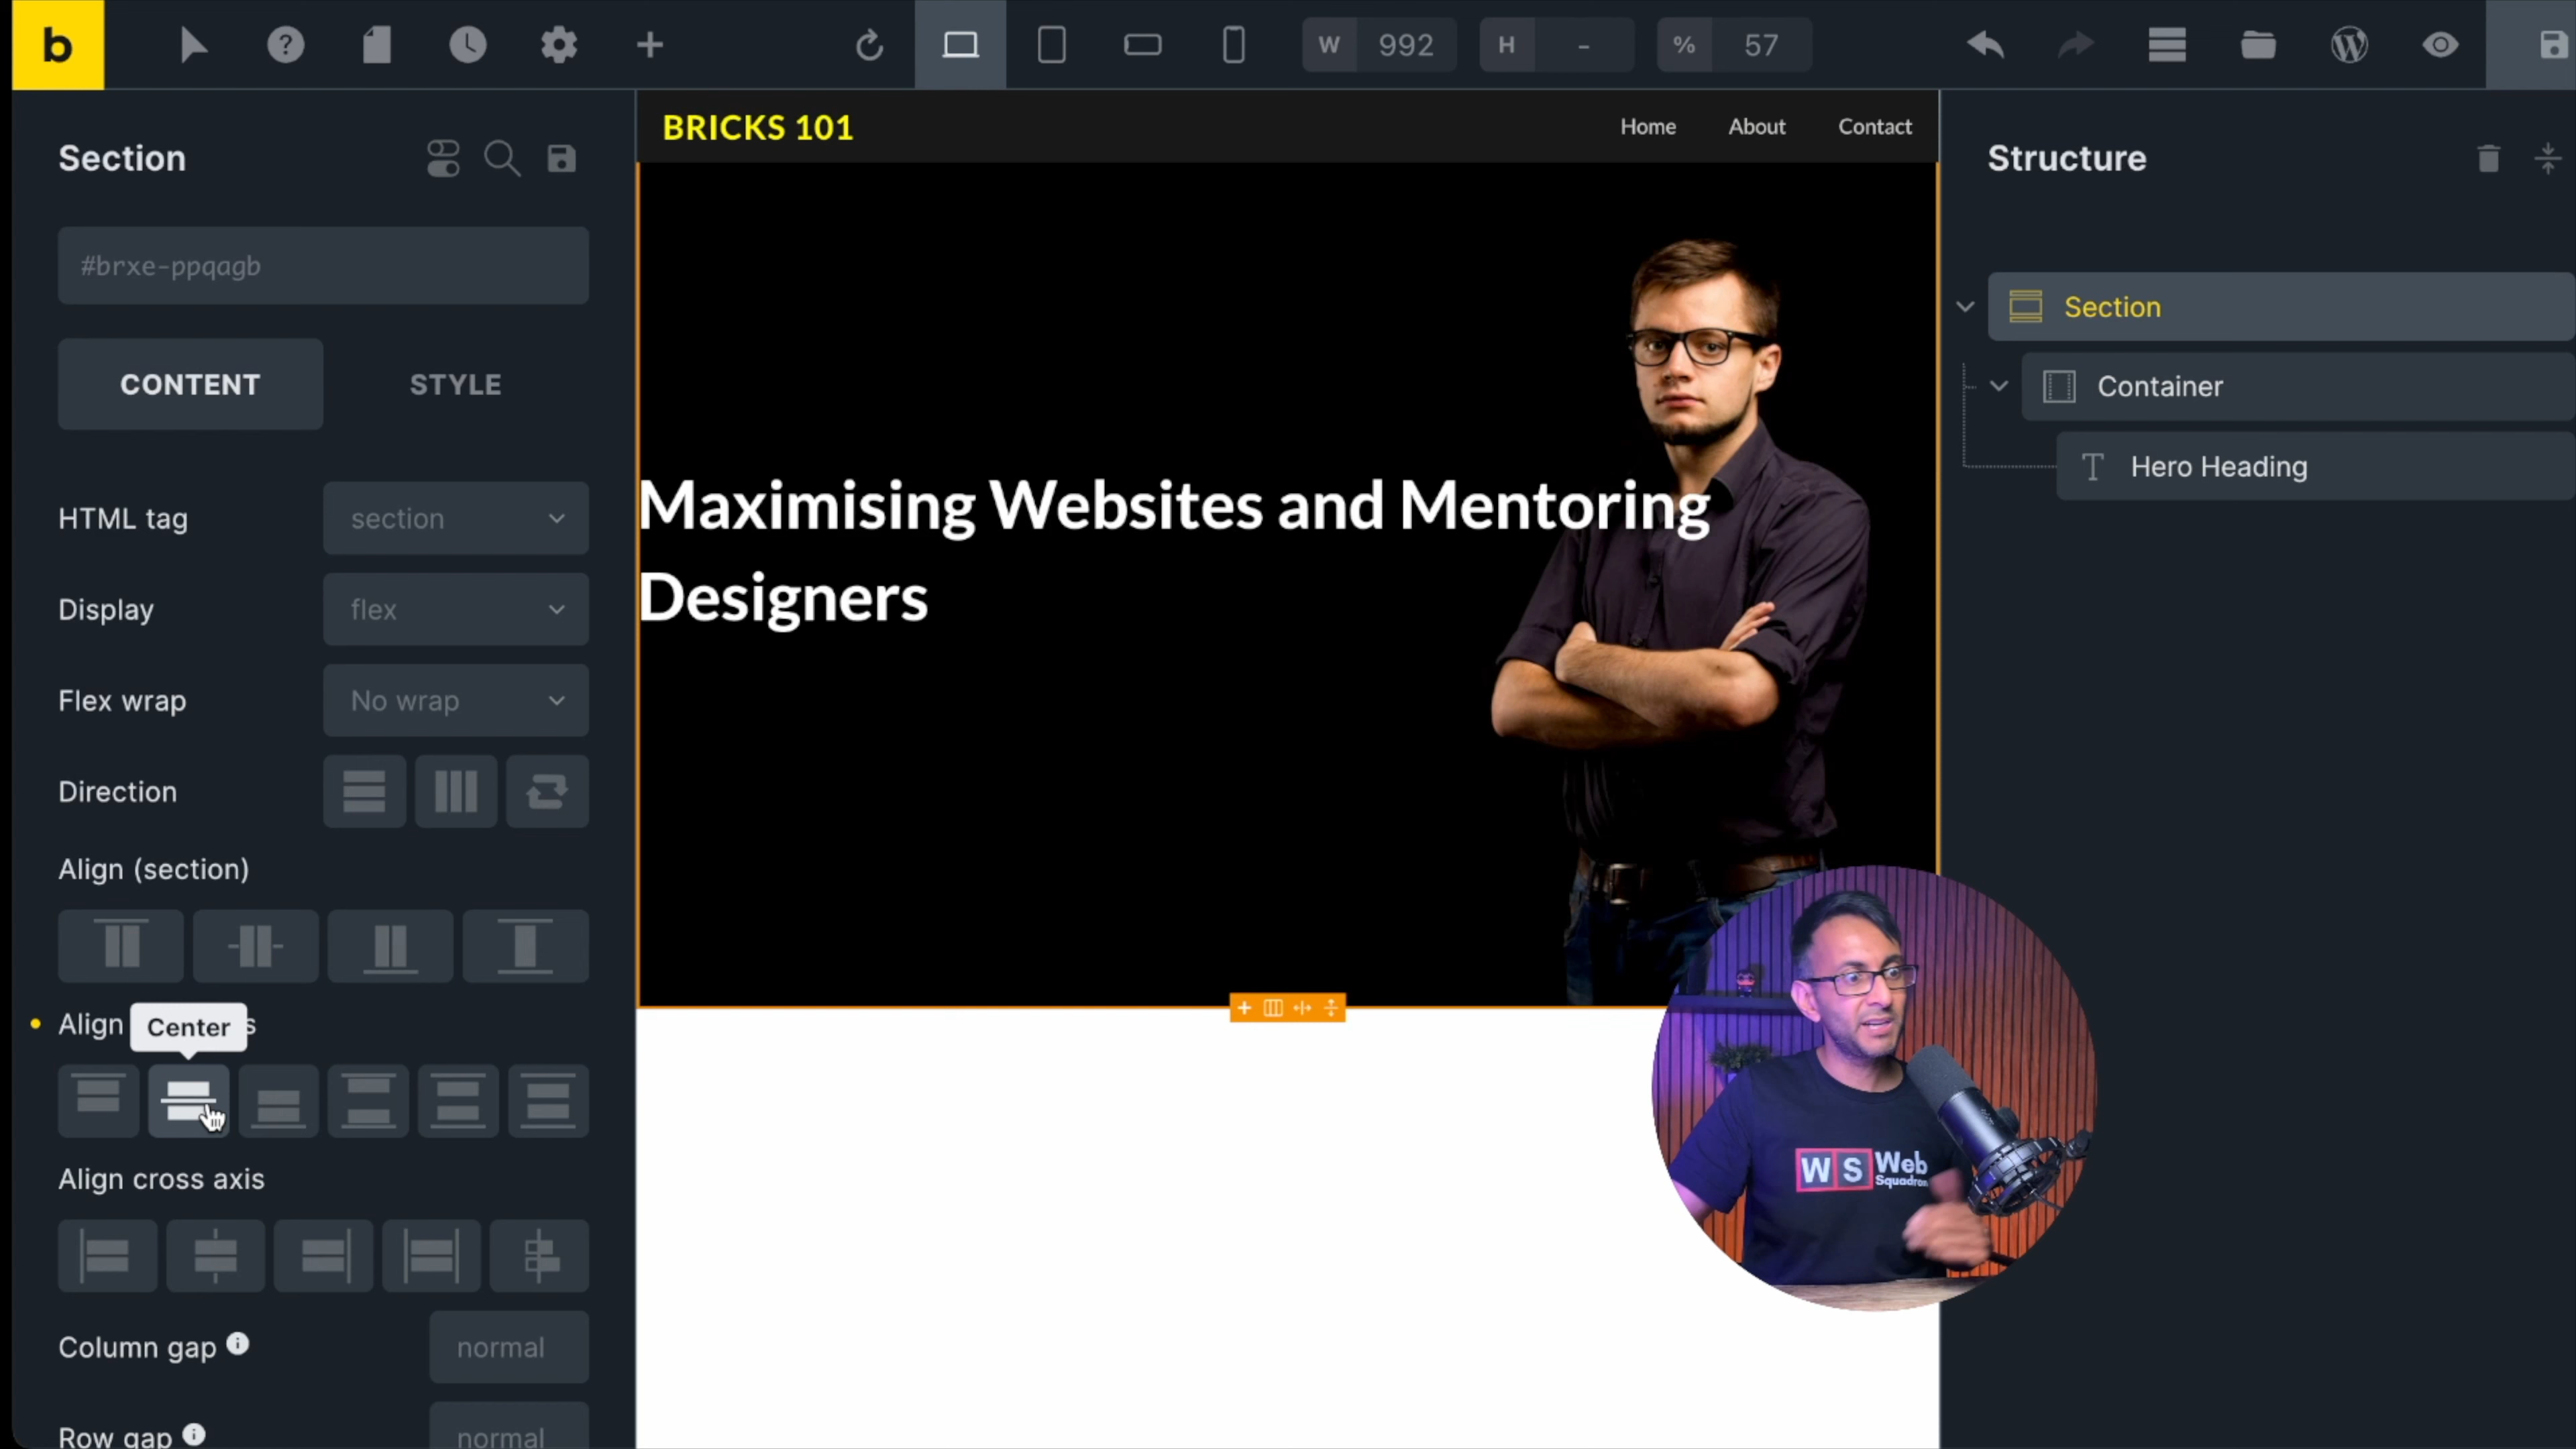 b
W 992
H -
% 57
Section
#brxe-ppqagb
CONTENT
STYLE
HTML tag
section
Display
flex
Flex wrap
No wrap
Direction
Align (section)
Align
s
Center
Align cross axis
Column gap
normal
Row gap
normal
BRICKS 101
Home
About
Contact
Maximising Websites and Mentoring
Designers
W S Web
Squadron
Structure
Section
Container
Hero Heading